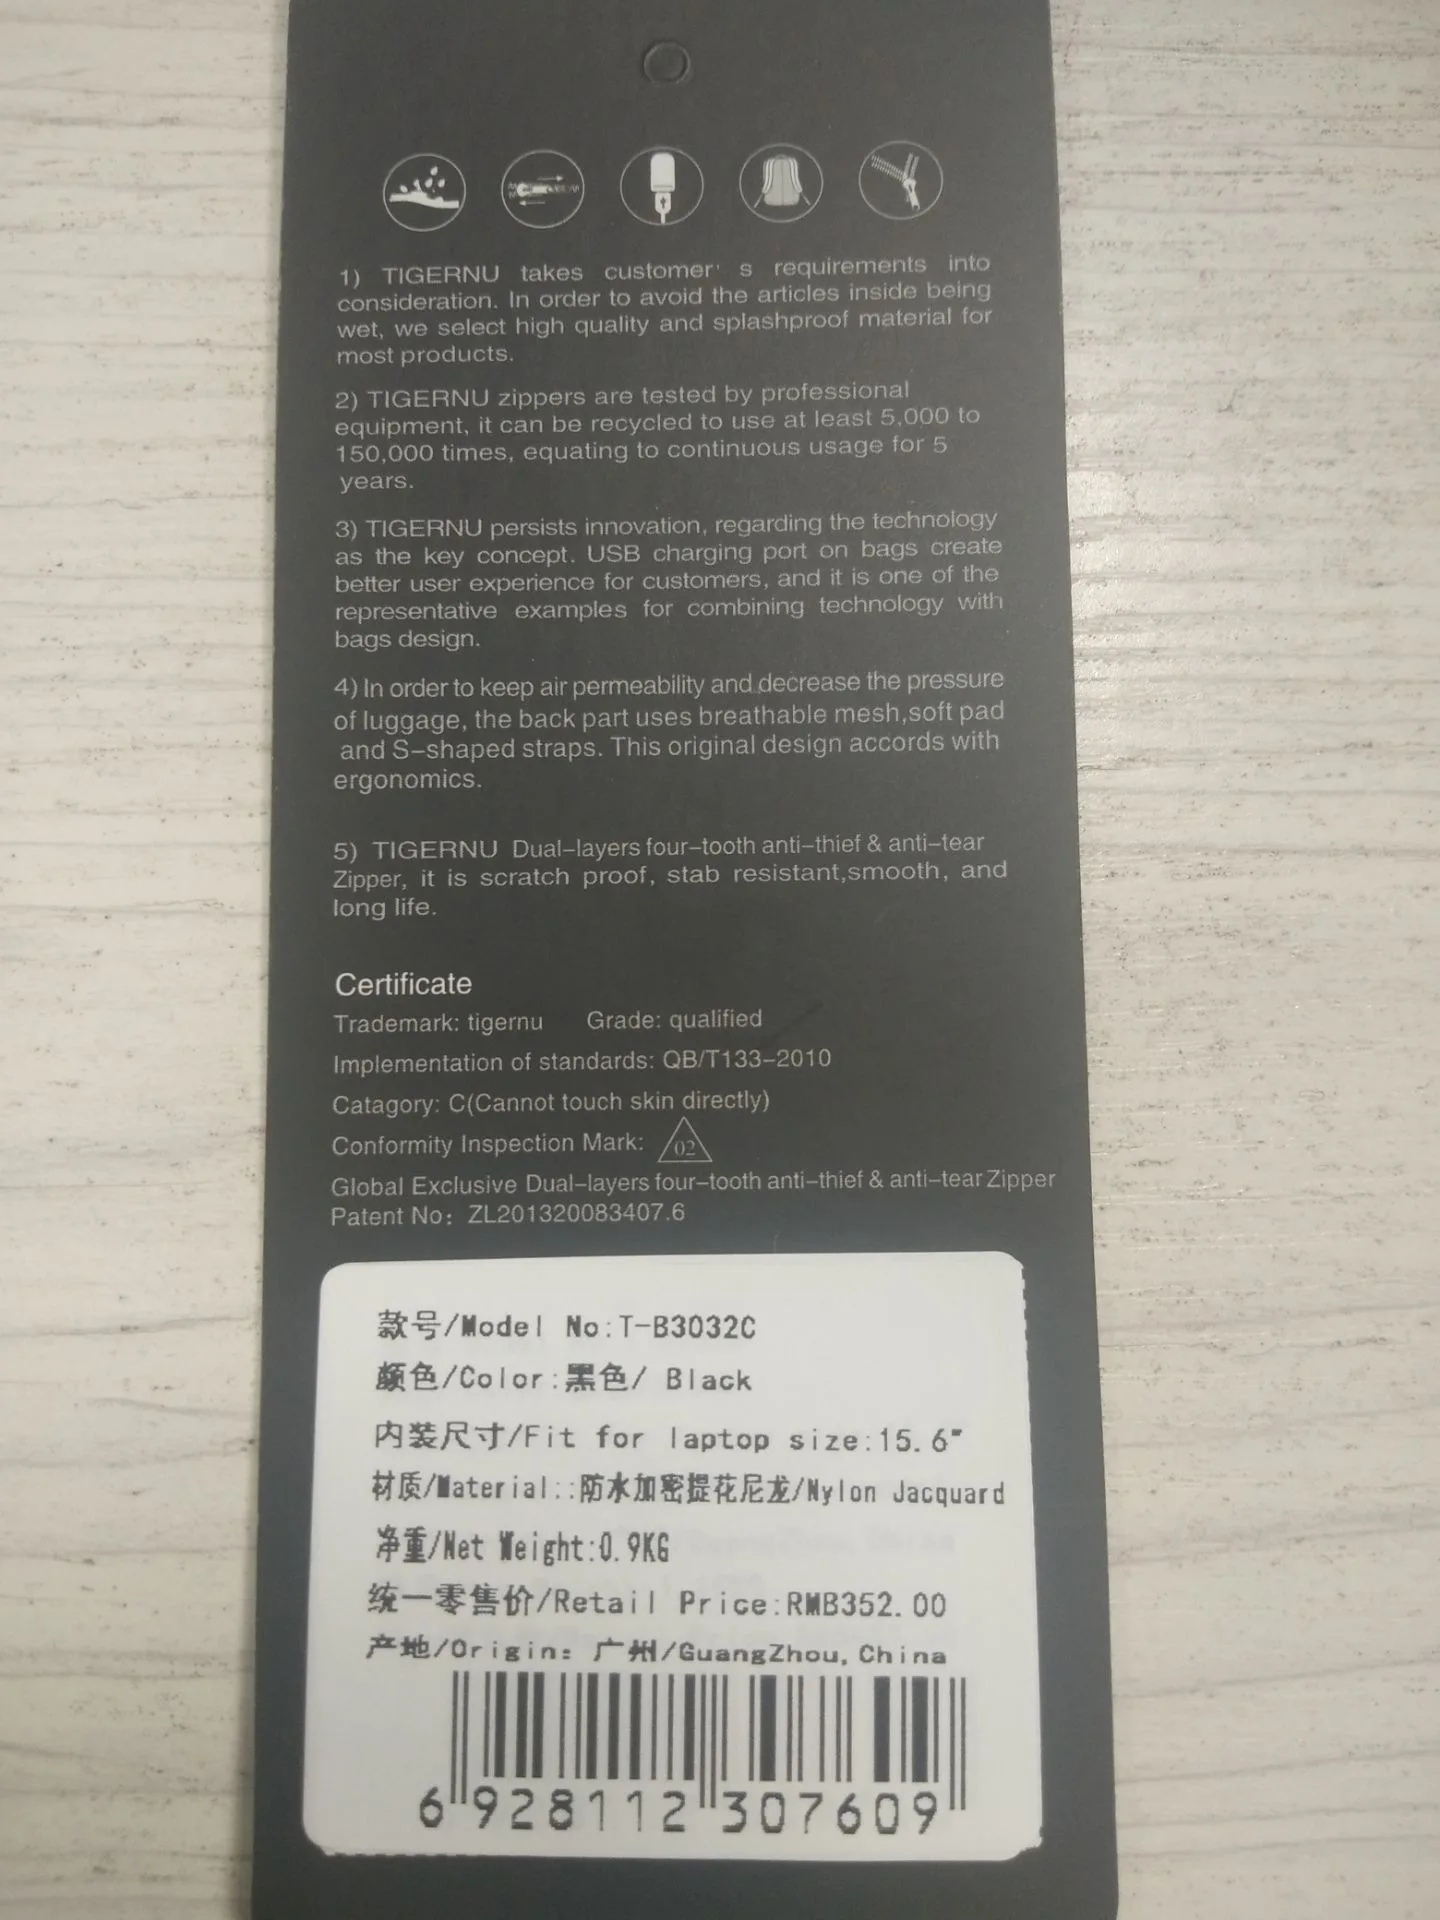 1) TIGERNU takes customer' s requirements into
consideration. In order to avoid the articles inside being
wet, we select high quality and splashproof material for
most products.
2) TIGERNU zippers are tested by professional
equipment, it can be recycled to use at least 5,000 to
150,000 times, equating to continuous usage for 5
years.
3) TIGERNU persists innovation, regarding the technology
as the key concept. USB charging port on bags create
better user experience for customers, and it is one of the
representative examples for combining technology with
bags design.
4) In order to keep air permeability and decrease the pressure
of luggage, the back part uses breathable mesh,soft pad
and S-shaped straps. This original design accords with
ergonomics.
5) TIGERNU Dual-layers four-tooth anti-thief & anti-tear
Zipper, it is scratch proof, stab resistant,smooth, and
long life.
Certificate
Trademark: tigernu Grade: qualified
Implementation of standards: QB/T133-2010
Catagory: C(Cannot touch skin directly)
Conformity Inspection Mark: 02
Global Exclusive Dual-layers four-tooth anti-thief & anti-tear Zipper
Patent No: ZL201320083407.6
款号/Model No:T-B3032C
颜色/Color:黑色/ Black
内装尺寸/Fit for laptop size:15.6"
材质/Material::防水加密提花尼龙/Nylon Jacquard
净重/Net Weight:0.9KG
统一零售价/Retail Price:RMB352.00
产地/Origin: 广州/GuangZhou, China
6 928112 307609